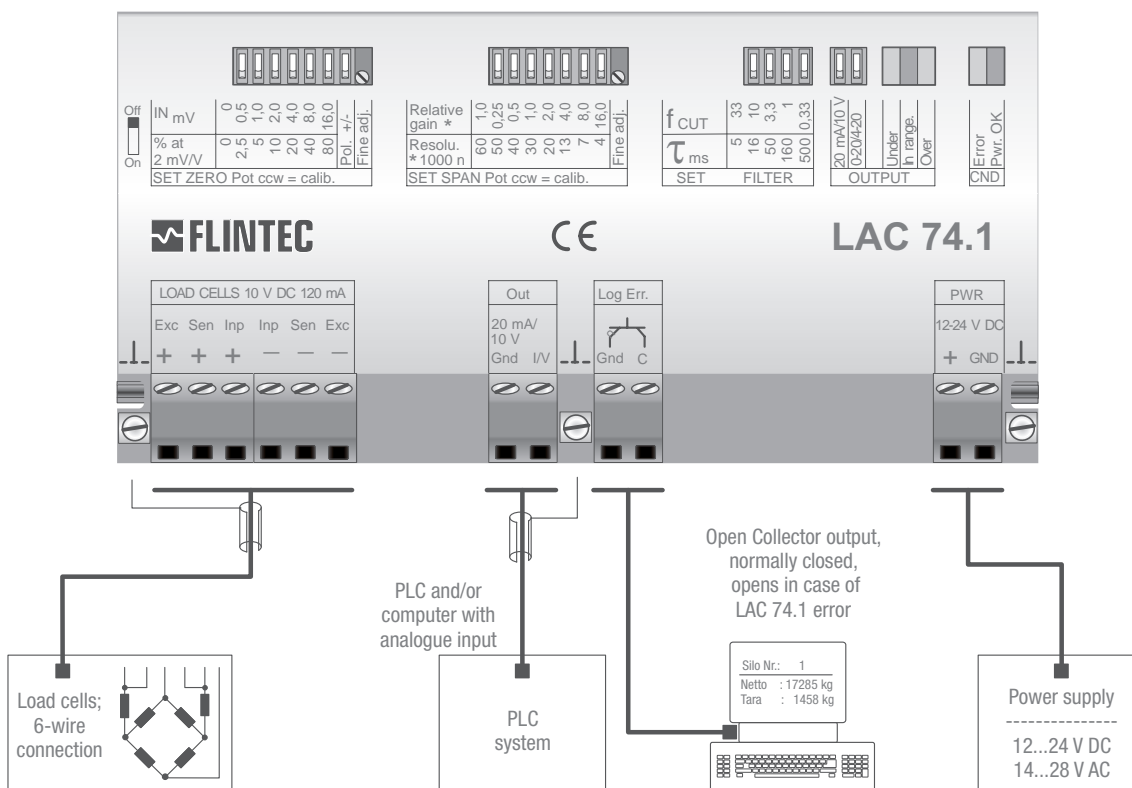 Off
On
IN mV 0 0,5 1,0 2,0 4,0 8,0 16,0 Pol. +/- Fine adj.
% at 2 mV/V 0 2,5 5 10 20 40 80
SET ZERO Pot ccw = calib.
Relative gain * 1,0 0,25 0,5 1,0 2,0 4,0 8,0 16,0 Fine adj.
Resolu. *1000 n 60 50 40 30 20 13 7 4
SET SPAN Pot ccw = calib.
f CUT 33 10 3,3 1 0,33
τ ms 5 16 50 160 500
SET FILTER
20 mA/10 V
0-20/4-20
Under
In range.
Over
OUTPUT
Error
Pwr. OK
CND
FLINTEC
CE
LAC 74.1
LOAD CELLS 10 V DC 120 mA
Exc Sen Inp Inp Sen Exc
+ + + — — —
Out
20 mA/
10 V
Gnd I/V
Log Err.
Gnd C
PWR
12-24 V DC
+ GND
Open Collector output,
normally closed,
opens in case of
LAC 74.1 error
PLC and/or
computer with
analogue input
Load cells;
6-wire
connection
PLC
system
Silo Nr.: 1
Netto : 17285 kg
Tara : 1458 kg
Power supply
---------------
12...24 V DC
14...28 V AC